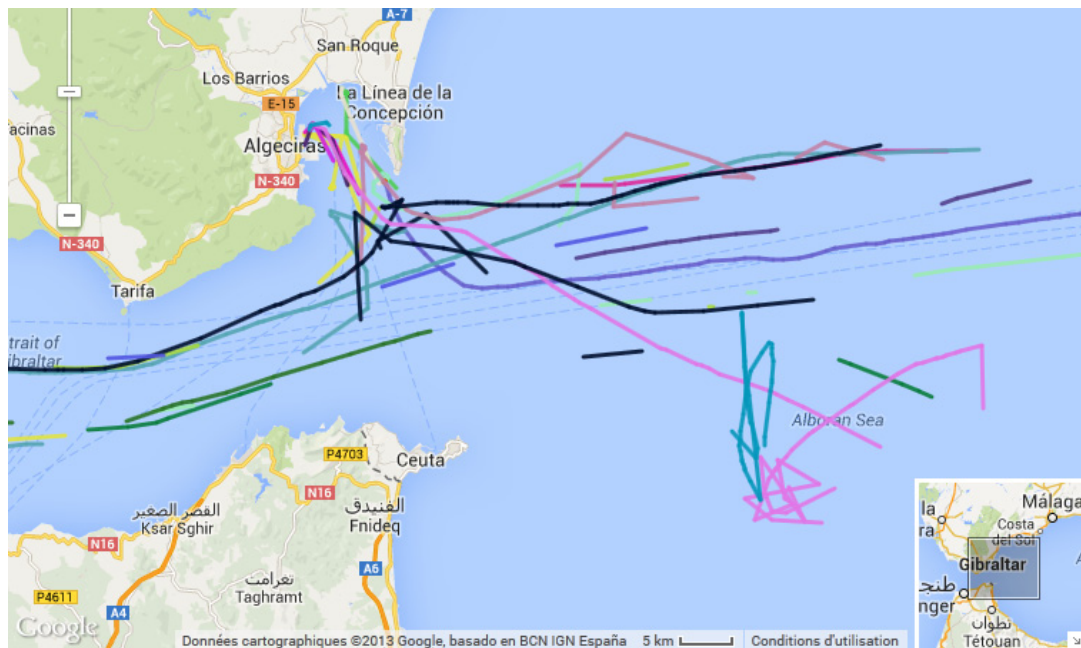 A-7
San Roque
Los Barrios
La Línea de la
Concepción
E-15
acinas
Algeciras
N-340
N-340
Tarifa
trait of
ibraltar
Alboran Sea
P4703
Ceuta
N16
القصر الصغير
Ksar Sghir
الفنيدق
Fnideq
N16
A6
تغرامت
Taghramt
P4611
A4
Google
la
ra
Málaga
Costa
del Sol
Gibraltar
طنجة
nger
تطوان
Tétouan
Données cartographiques ©2013 Google, basado en BCN IGN España
5 km
Conditions d'utilisation